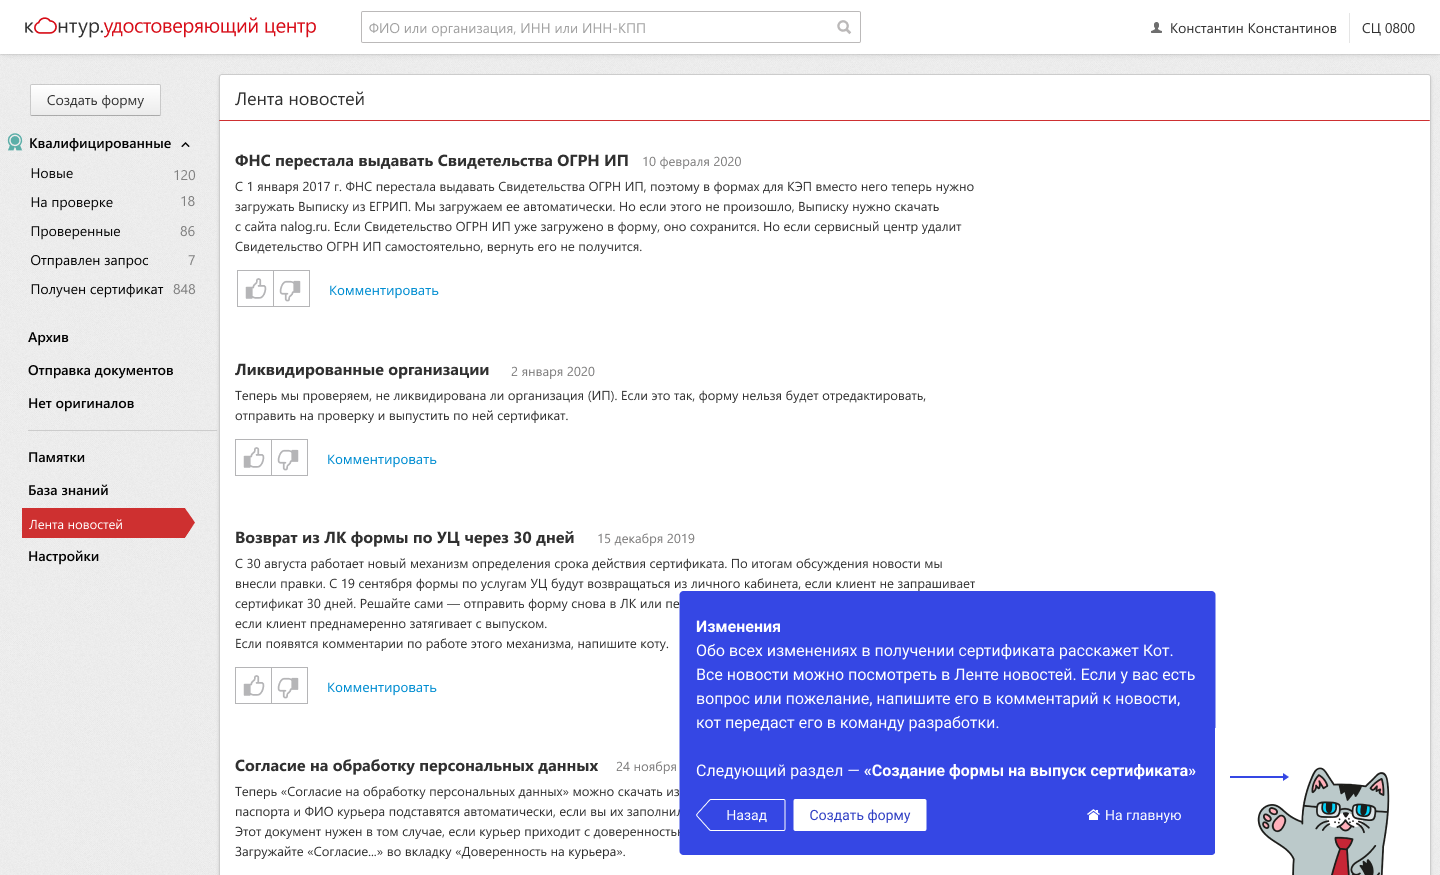 контур.удостоверяющий центр
ФИО или организация, ИНН или ИНН-КПП
Константин Константинов
СЦ 0800
Создать форму
Квалифицированные
Новые 120
На проверке 18
Проверенные 86
Отправлен запрос 7
Получен сертификат 848
Архив
Отправка документов
Нет оригиналов
Памятки
База знаний
Лента новостей
Настройки
Лента новостей
ФНС перестала выдавать Свидетельства ОГРН ИП 10 февраля 2020
С 1 января 2017 г. ФНС перестала выдавать Свидетельства ОГРН ИП, поэтому в формах для КЭП вместо него теперь нужно
загружать Выписку из ЕГРИП. Мы загружаем ее автоматически. Но если этого не произошло, Выписку нужно скачать
с сайта nalog.ru. Если Свидетельство ОГРН ИП уже загружено в форму, оно сохранится. Но если сервисный центр удалит
Свидетельство ОГРН ИП самостоятельно, вернуть его не получится.
Комментировать
Ликвидированные организации 2 января 2020
Теперь мы проверяем, не ликвидирована ли организация (ИП). Если это так, форму нельзя будет отредактировать,
отправить на проверку и выпустить по ней сертификат.
Комментировать
Возврат из ЛК формы по УЦ через 30 дней 15 декабря 2019
С 30 августа работает новый механизм определения срока действия сертификата. По итогам обсуждения новости мы
внесли правки. С 19 сентября формы по услугам УЦ будут возвращаться из личного кабинета, если клиент не запрашивает
сертификат 30 дней. Решайте сами — отправить форму снова в ЛК или пе
если клиент преднамеренно затягивает с выпуском.
Если появятся комментарии по работе этого механизма, напишите коту.
Комментировать
Согласие на обработку персональных данных 24 ноября
Теперь «Согласие на обработку персональных данных» можно скачать из
паспорта и ФИО курьера подставятся автоматически, если вы их заполнил
Этот документ нужен в том случае, если курьер приходит с доверенность
Загружайте «Согласие...» во вкладку «Доверенность на курьера».
Изменения
Обо всех изменениях в получении сертификата расскажет Кот.
Все новости можно посмотреть в Ленте новостей. Если у вас есть
вопрос или пожелание, напишите его в комментарий к новости,
кот передаст его в команду разработки.
Следующий раздел — «Создание формы на выпуск сертификата»
Назад
Создать форму
На главную